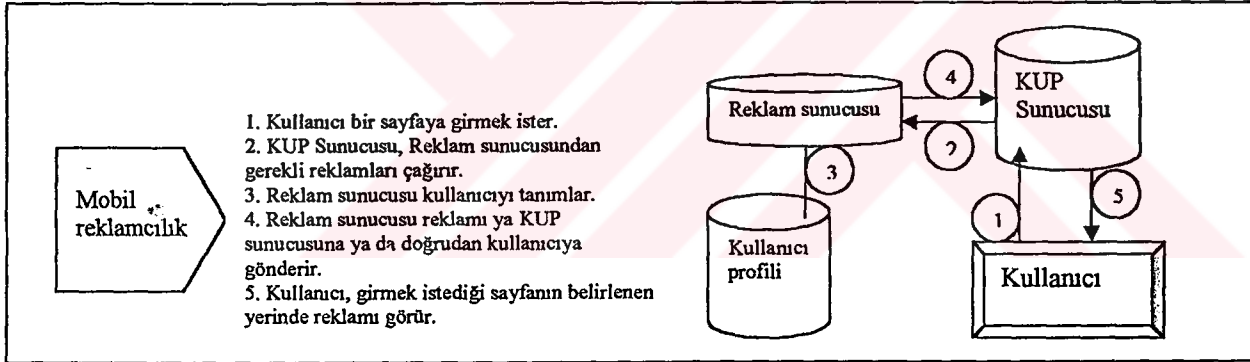 Mobil
reklamcılık
1. Kullanıcı bir sayfaya girmek ister.
2. KUP Sunucusu, Reklam sunucusundan
gerekli reklamları çağırır.
3. Reklam sunucusu kullanıcıyı tanımlar.
4. Reklam sunucusu reklamı ya KUP
sunucusuna ya da doğrudan kullanıcıya
gönderir.
5. Kullanıcı, girmek istediği sayfanın belirlenen
yerinde reklamı görür.
Reklam sunucusu
4
KUP
Sunucusu
2
3
Kullanıcı
profili
1
5
Kullanıcı